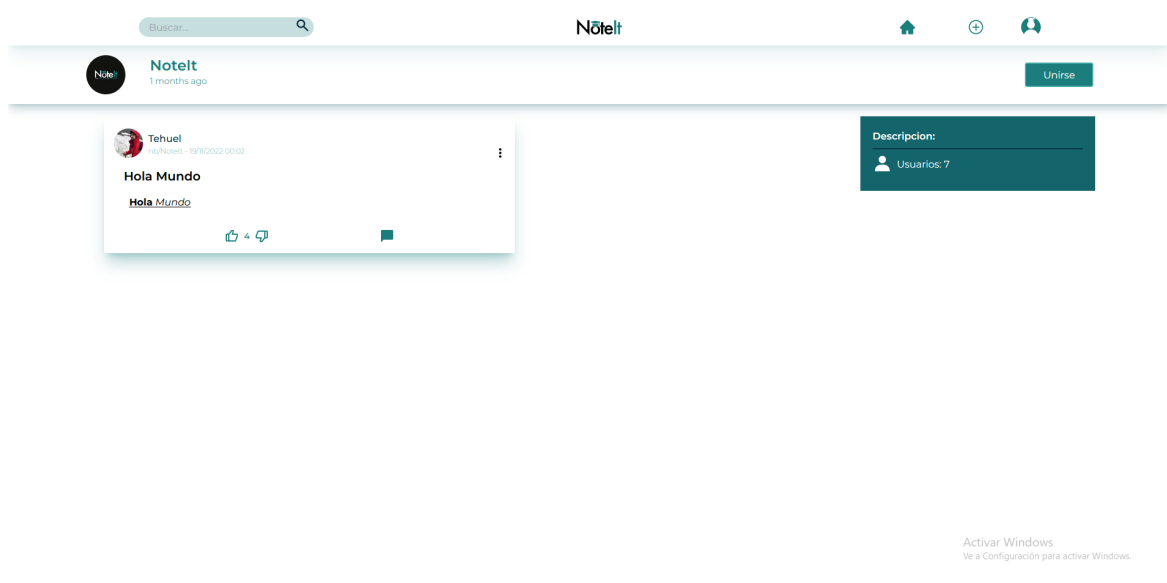 Buscar...
NōteIt
NōteIt
NoteIt
1 months ago
Unirse
Tehuel
nb/NoteIt - 19/11/2022 00:02
Hola Mundo
Hola Mundo
4
Descripcion:
Usuarios: 7
Activar Windows
Ve a Configuración para activar Windows.